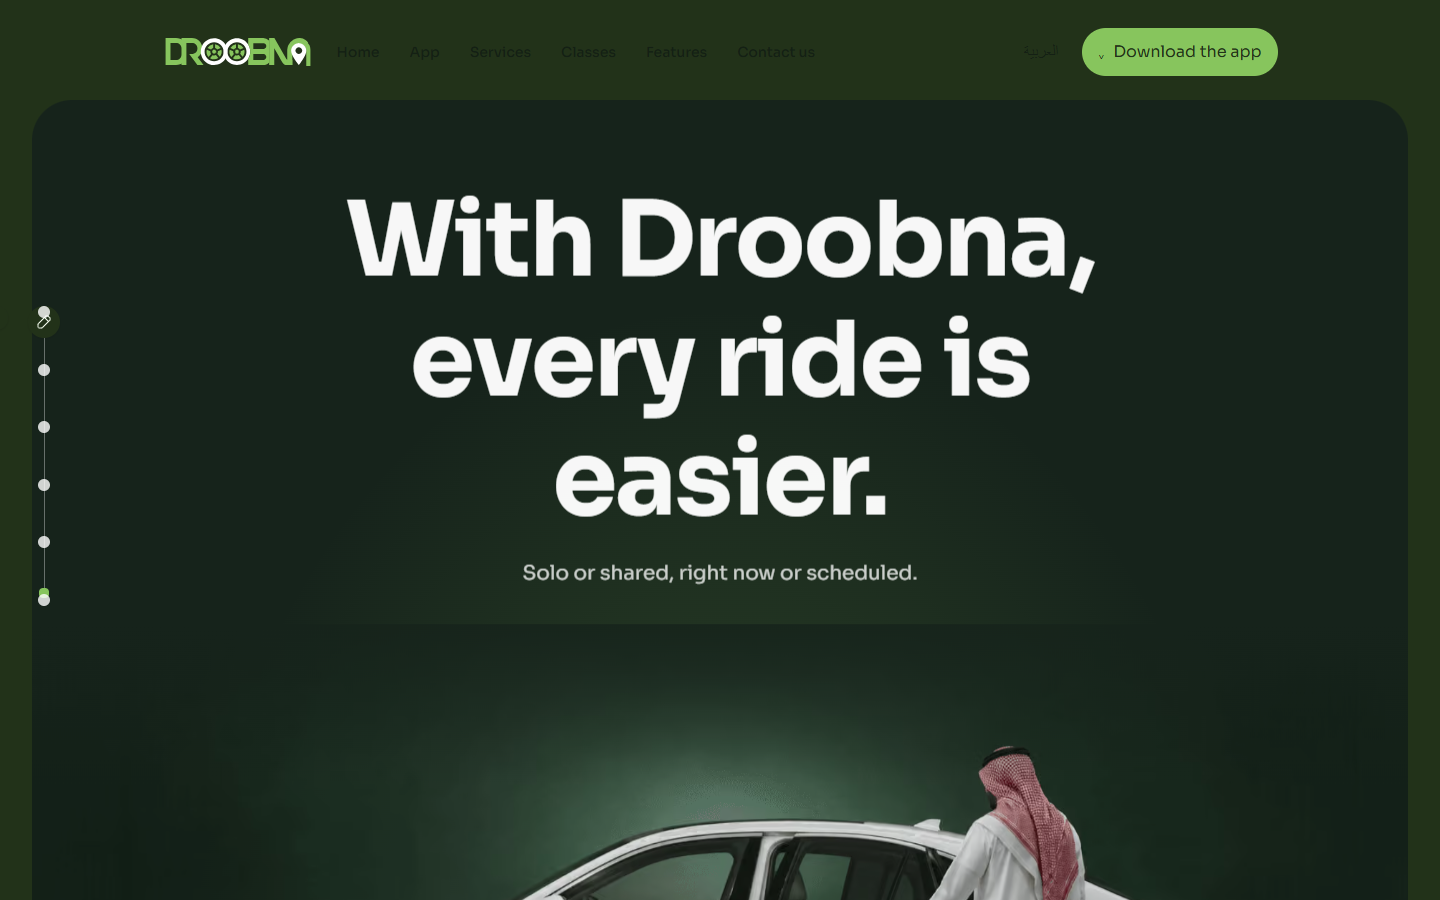 DROOBNA
Home
App
Services
Classes
Features
Contact us
العربية
Download the app
With Droobna,
every ride is
easier.
Solo or shared, right now or scheduled.